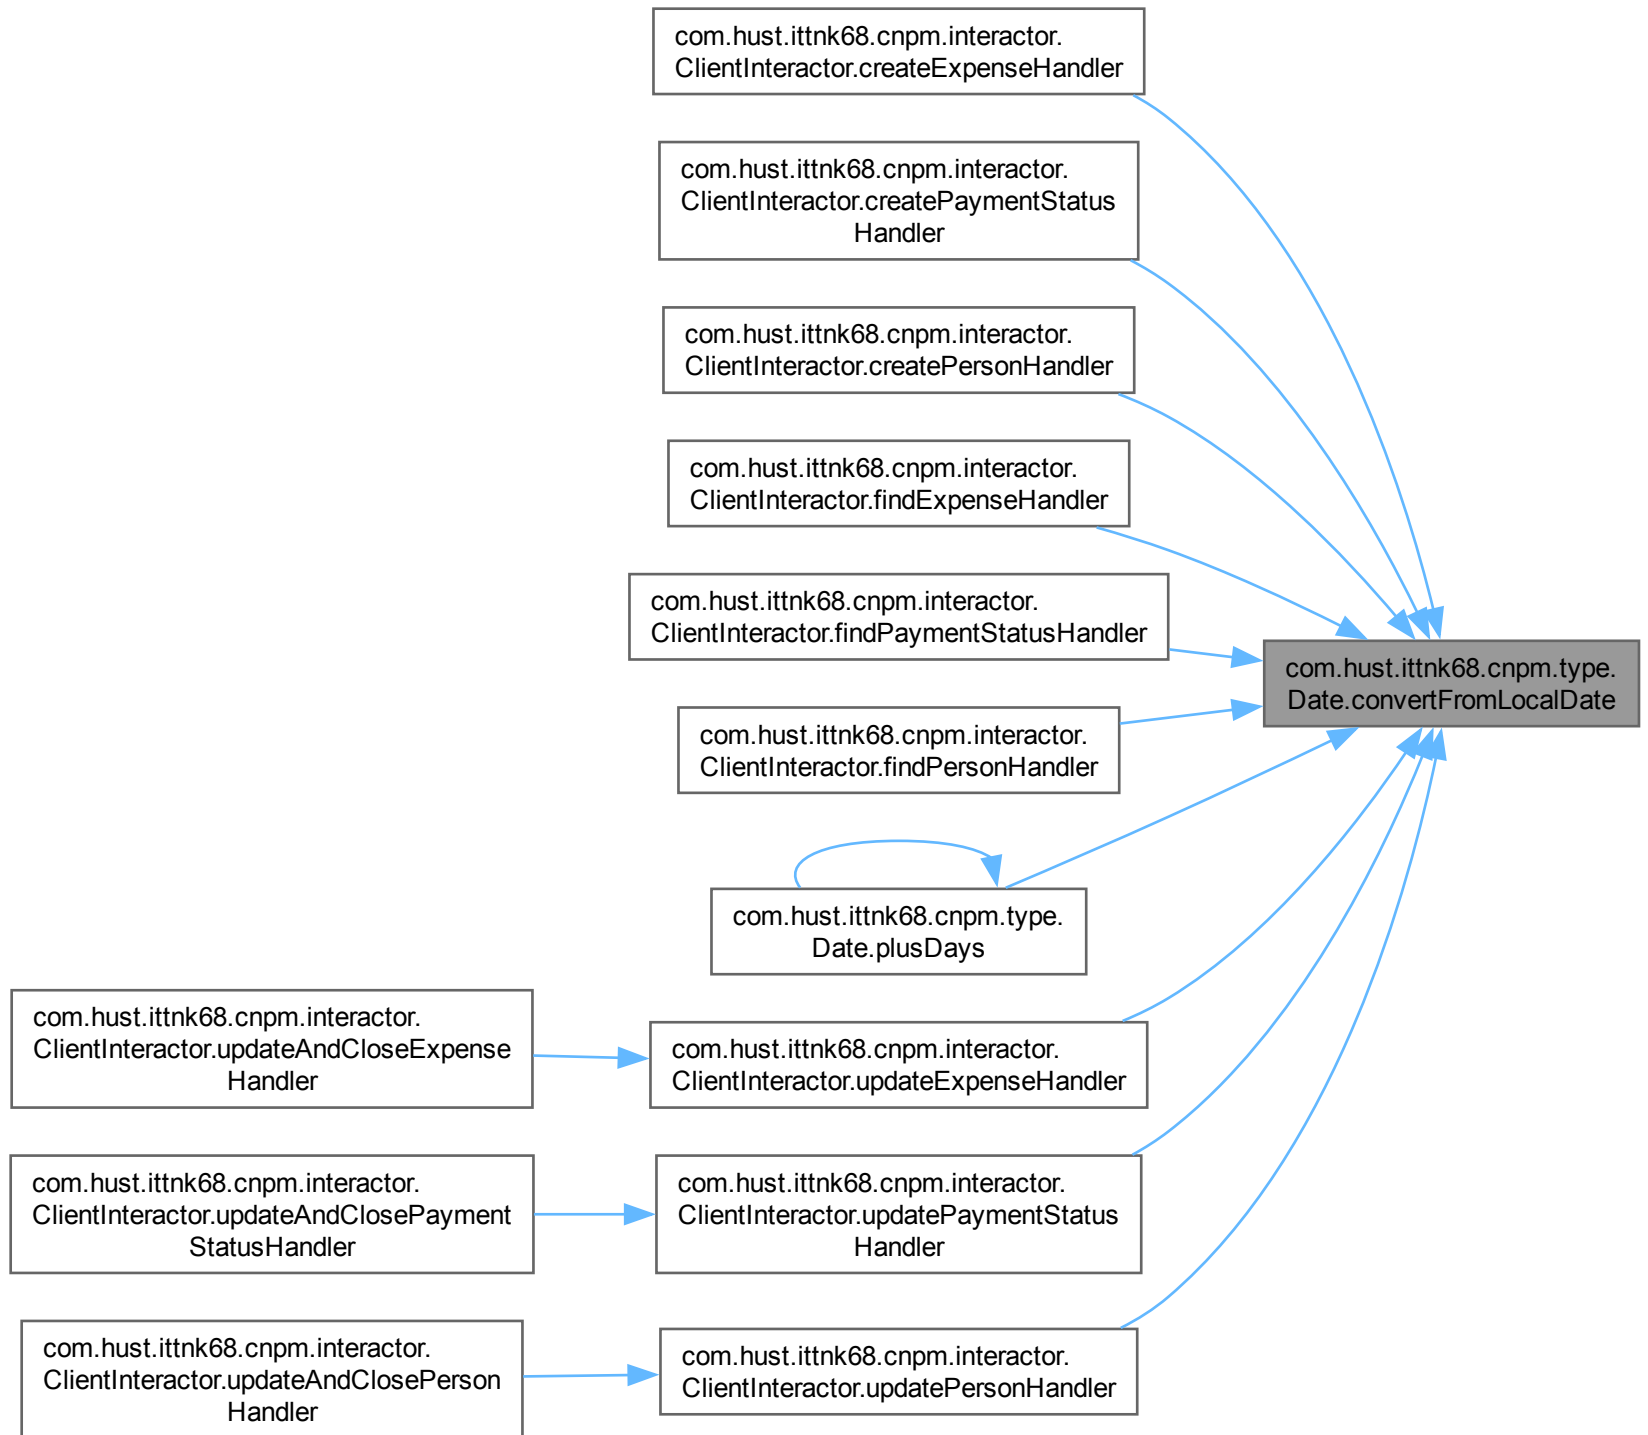 com.hust.ittnk68.cnpm.interactor.
ClientInteractor.createExpenseHandler
com.hust.ittnk68.cnpm.interactor.
ClientInteractor.createPaymentStatus
Handler
com.hust.ittnk68.cnpm.interactor.
ClientInteractor.createPersonHandler
com.hust.ittnk68.cnpm.interactor.
ClientInteractor.findExpenseHandler
com.hust.ittnk68.cnpm.interactor.
ClientInteractor.findPaymentStatusHandler
com.hust.ittnk68.cnpm.type.
Date.convertFromLocalDate
com.hust.ittnk68.cnpm.interactor.
ClientInteractor.findPersonHandler
com.hust.ittnk68.cnpm.type.
Date.plusDays
com.hust.ittnk68.cnpm.interactor.
ClientInteractor.updateAndCloseExpense
Handler
com.hust.ittnk68.cnpm.interactor.
ClientInteractor.updateExpenseHandler
com.hust.ittnk68.cnpm.interactor.
ClientInteractor.updateAndClosePayment
StatusHandler
com.hust.ittnk68.cnpm.interactor.
ClientInteractor.updatePaymentStatus
Handler
com.hust.ittnk68.cnpm.interactor.
ClientInteractor.updateAndClosePerson
Handler
com.hust.ittnk68.cnpm.interactor.
ClientInteractor.updatePersonHandler